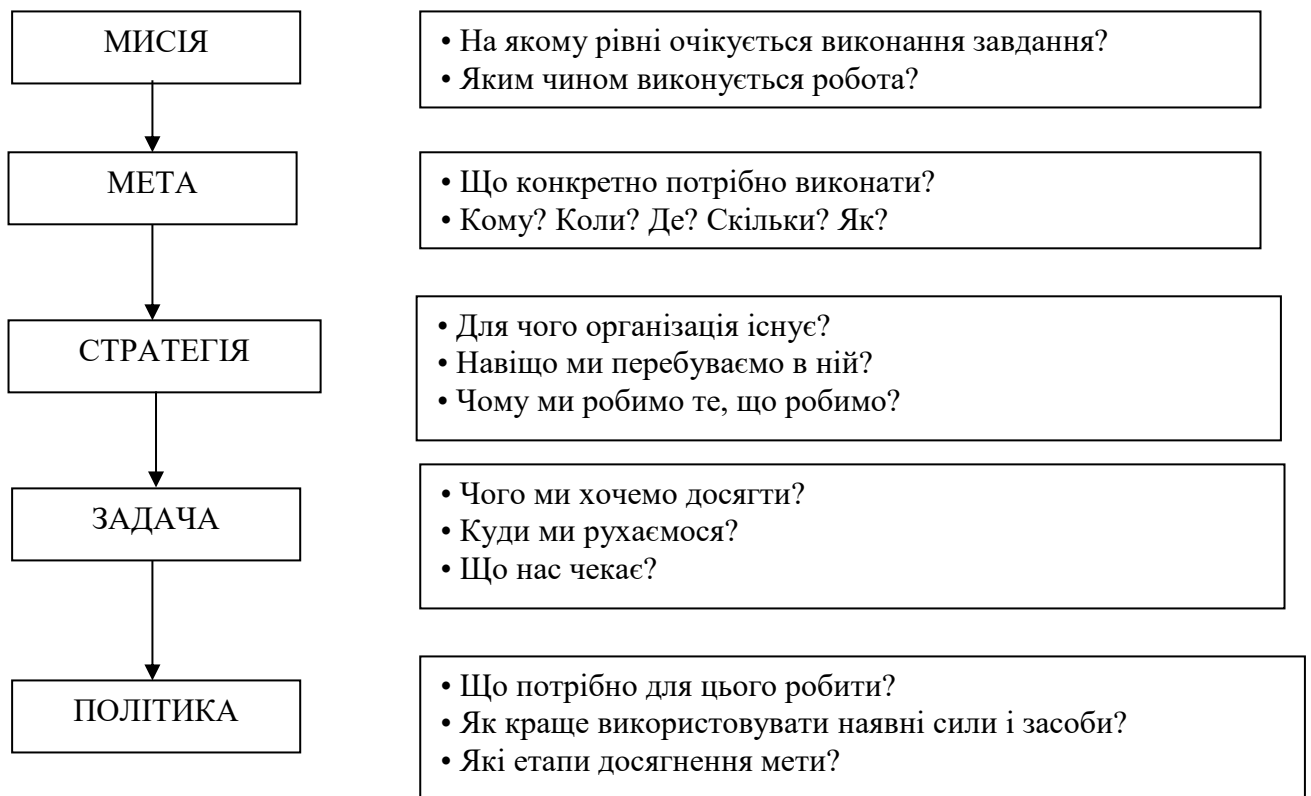 МИСІЯ
• На якому рівні очікується виконання завдання?
• Яким чином виконується робота?
МЕТА
• Що конкретно потрібно виконати?
• Кому? Коли? Де? Скільки? Як?
СТРАТЕГІЯ
• Для чого організація існує?
• Навіщо ми перебуваємо в ній?
• Чому ми робимо те, що робимо?
ЗАДАЧА
• Чого ми хочемо досягти?
• Куди ми рухаємося?
• Що нас чекає?
ПОЛІТИКА
• Що потрібно для цього робити?
• Як краще використовувати наявні сили і засоби?
• Які етапи досягнення мети?